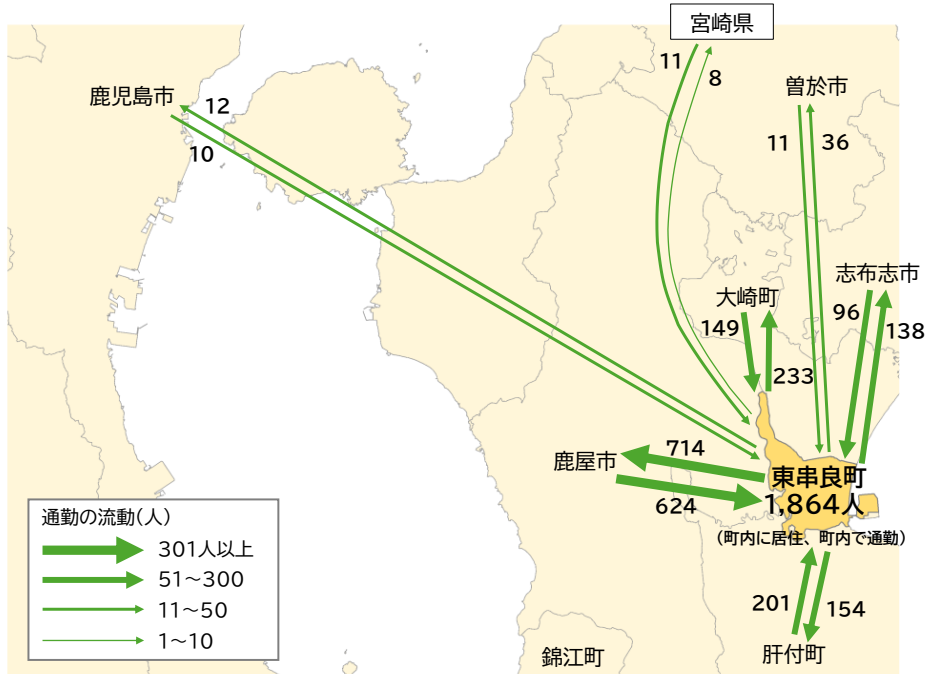 宮崎県
11
8
鹿児島市
12
10
曽於市
11
36
志布志市
96
138
大崎町
149
233
鹿屋市
714
624
東串良町
1,864人
(町内に居住、町内で通勤)
201
154
肝付町
錦江町
通勤の流動(人)
301人以上
51～300
11～50
1～10